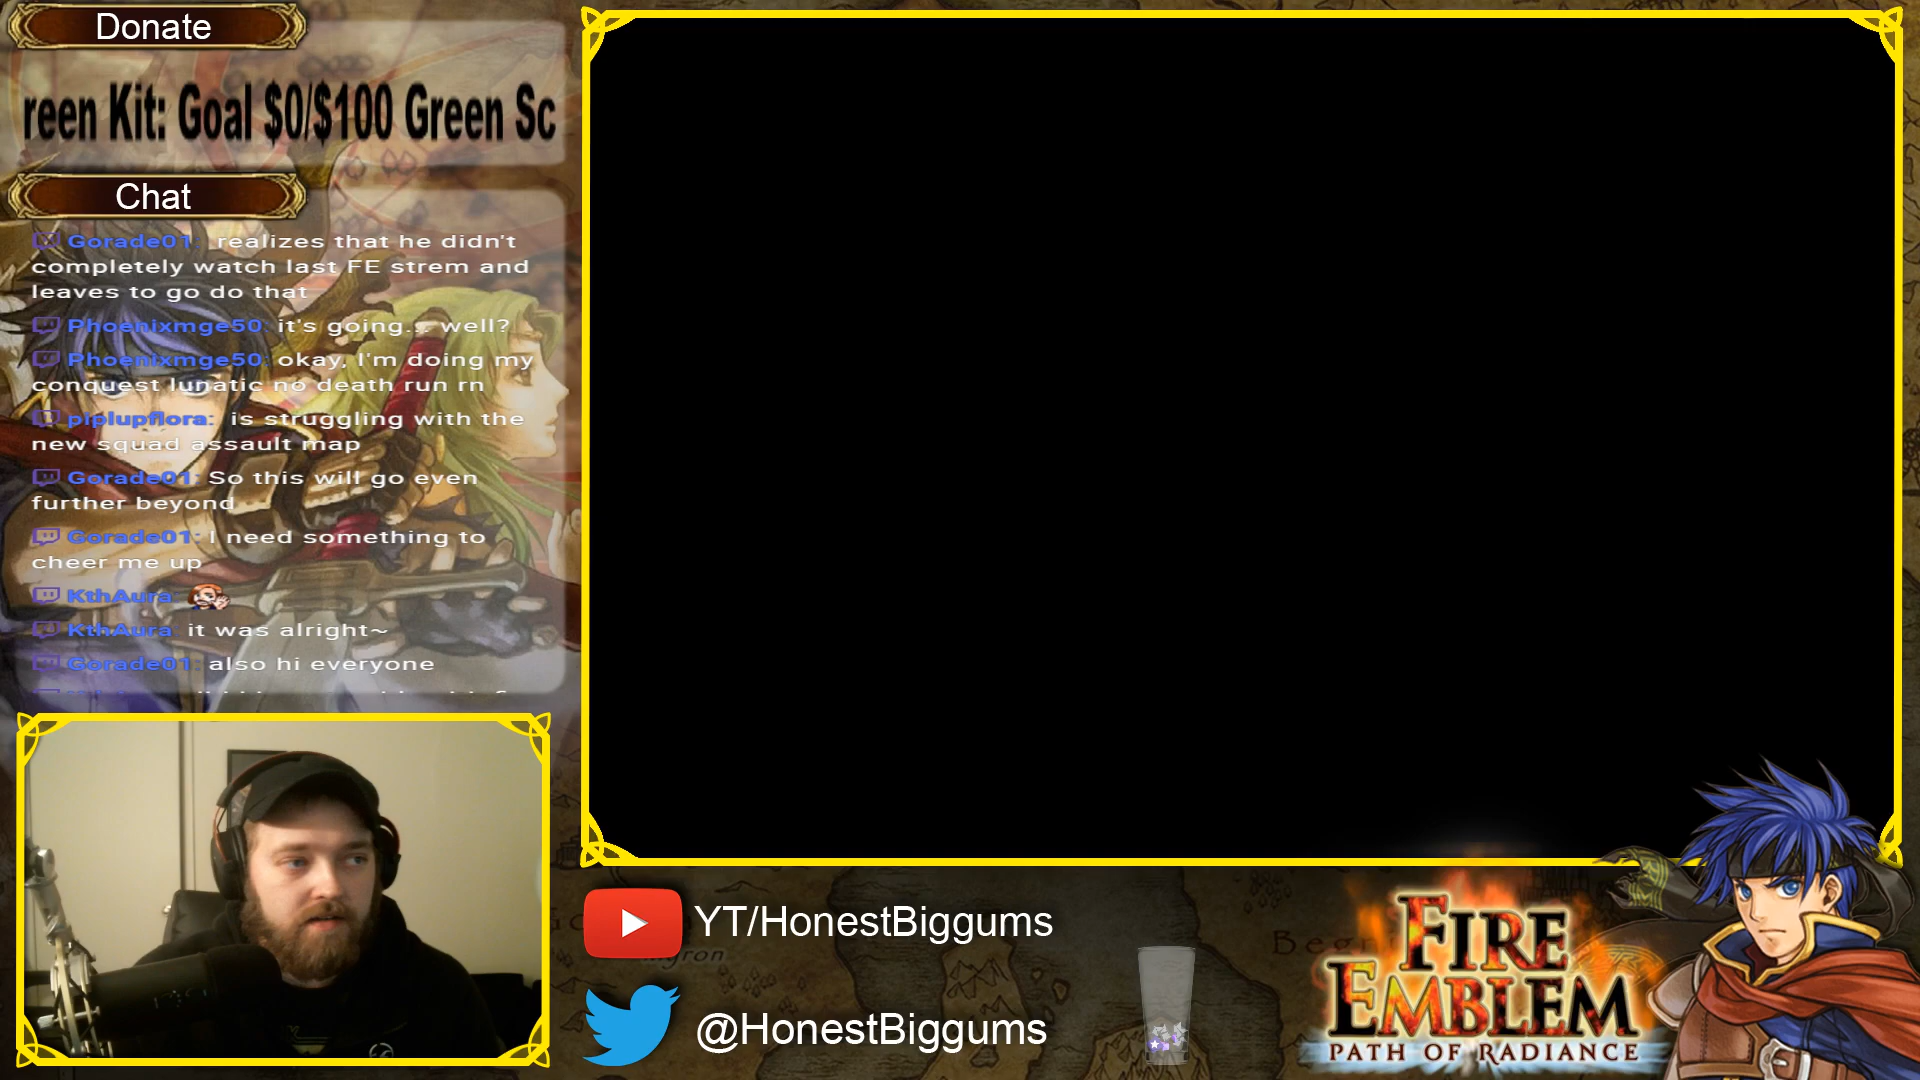 Donate
reen Kit: Goal $0/$100 Green Sc
Chat
Gorade01: realizes that he didn't
completely watch last FE strem and
leaves to go do that
Phoenixmge50: it's going... well?
Phoenixmge50: okay, I'm doing my
conquest lunatic no death run rn
piplupflora: is struggling with the
new squad assault map
Gorade01: So this will go even
further beyond
Gorade01: I need something to
cheer me up
KthAura:
KthAura: it was alright~
Gorade01: also hi everyone
YT/HonestBiggums
@HonestBiggums
FIRE
EMBLEM
PATH OF RADIANCE